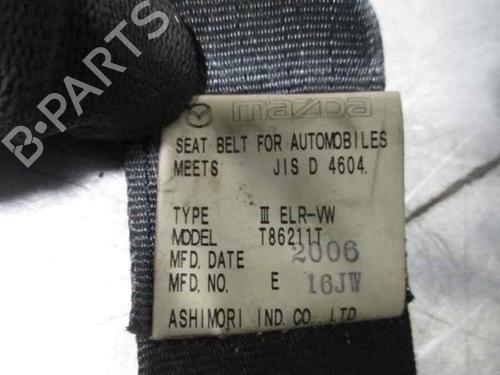 B-PARTS
mazda
SEAT BELT FOR AUTOMOBILES
MEETS JIS D 4604.
TYPE III ELR-VW
MODEL T86211T
MFD. DATE 2006
MFD. NO. E 16JW
ASHIMORI IND. CO., LTD.